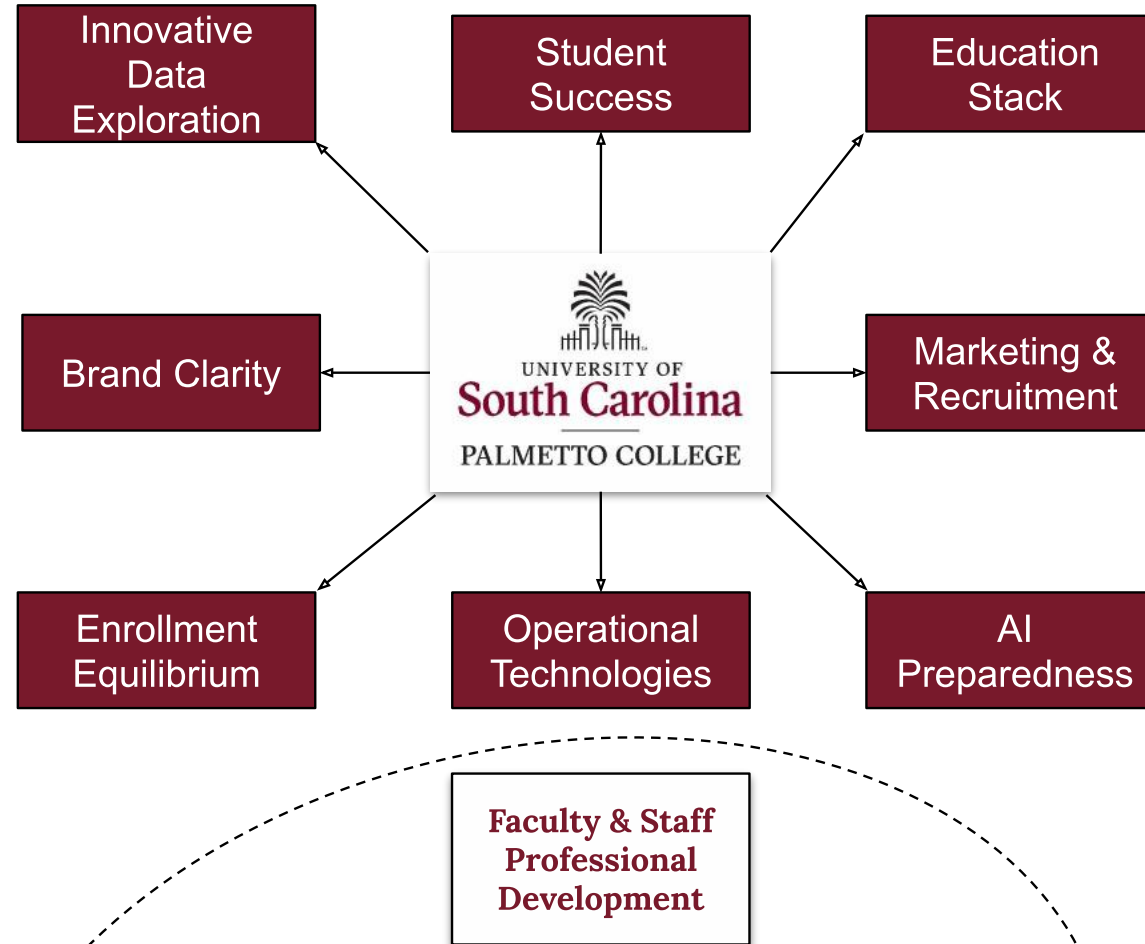 Innovative
Data
Exploration
Student
Success
Education
Stack
Brand Clarity
UNIVERSITY OF
South Carolina
PALMETTO COLLEGE
Marketing &
Recruitment
Enrollment
Equilibrium
Operational
Technologies
AI
Preparedness
Faculty & Staff
Professional
Development